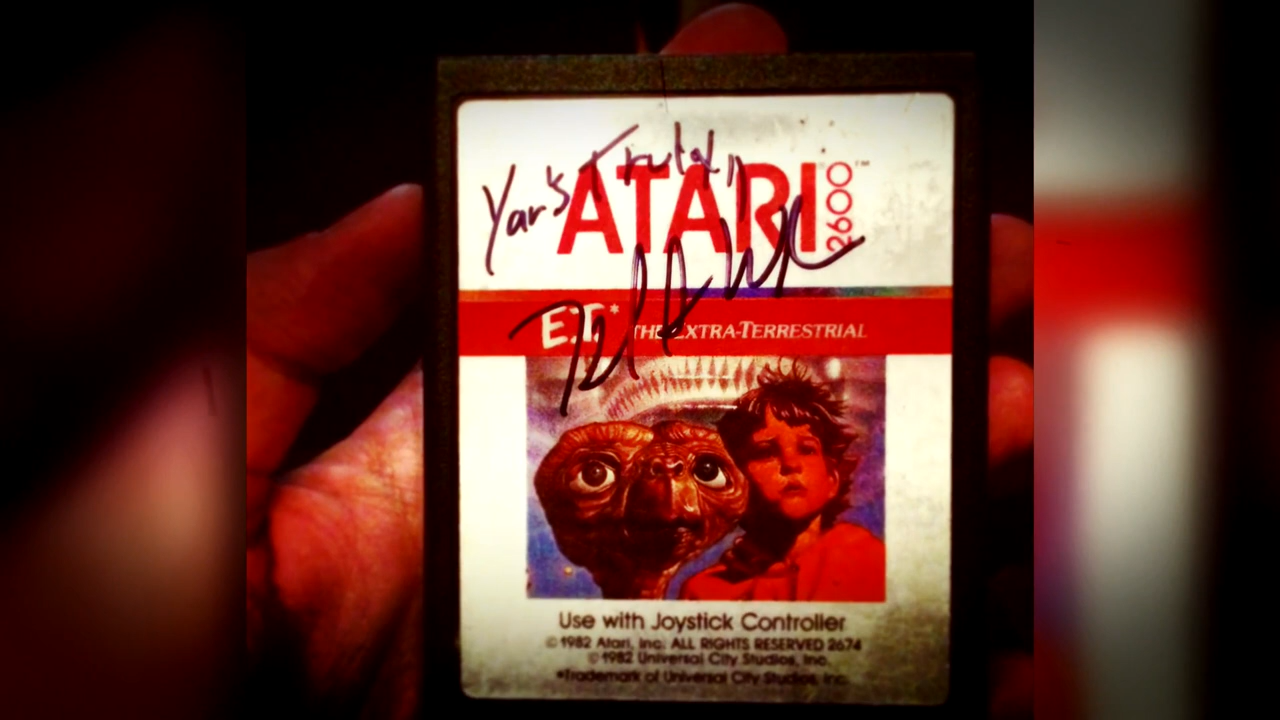 Yar's Truly,
ATARI 2600™
E.T.* THE EXTRA-TERRESTRIAL
Use with Joystick Controller
©1982 Atari, Inc. ALL RIGHTS RESERVED 2674
©1982 Universal City Studios, Inc.
*Trademark of Universal City Studios, Inc.